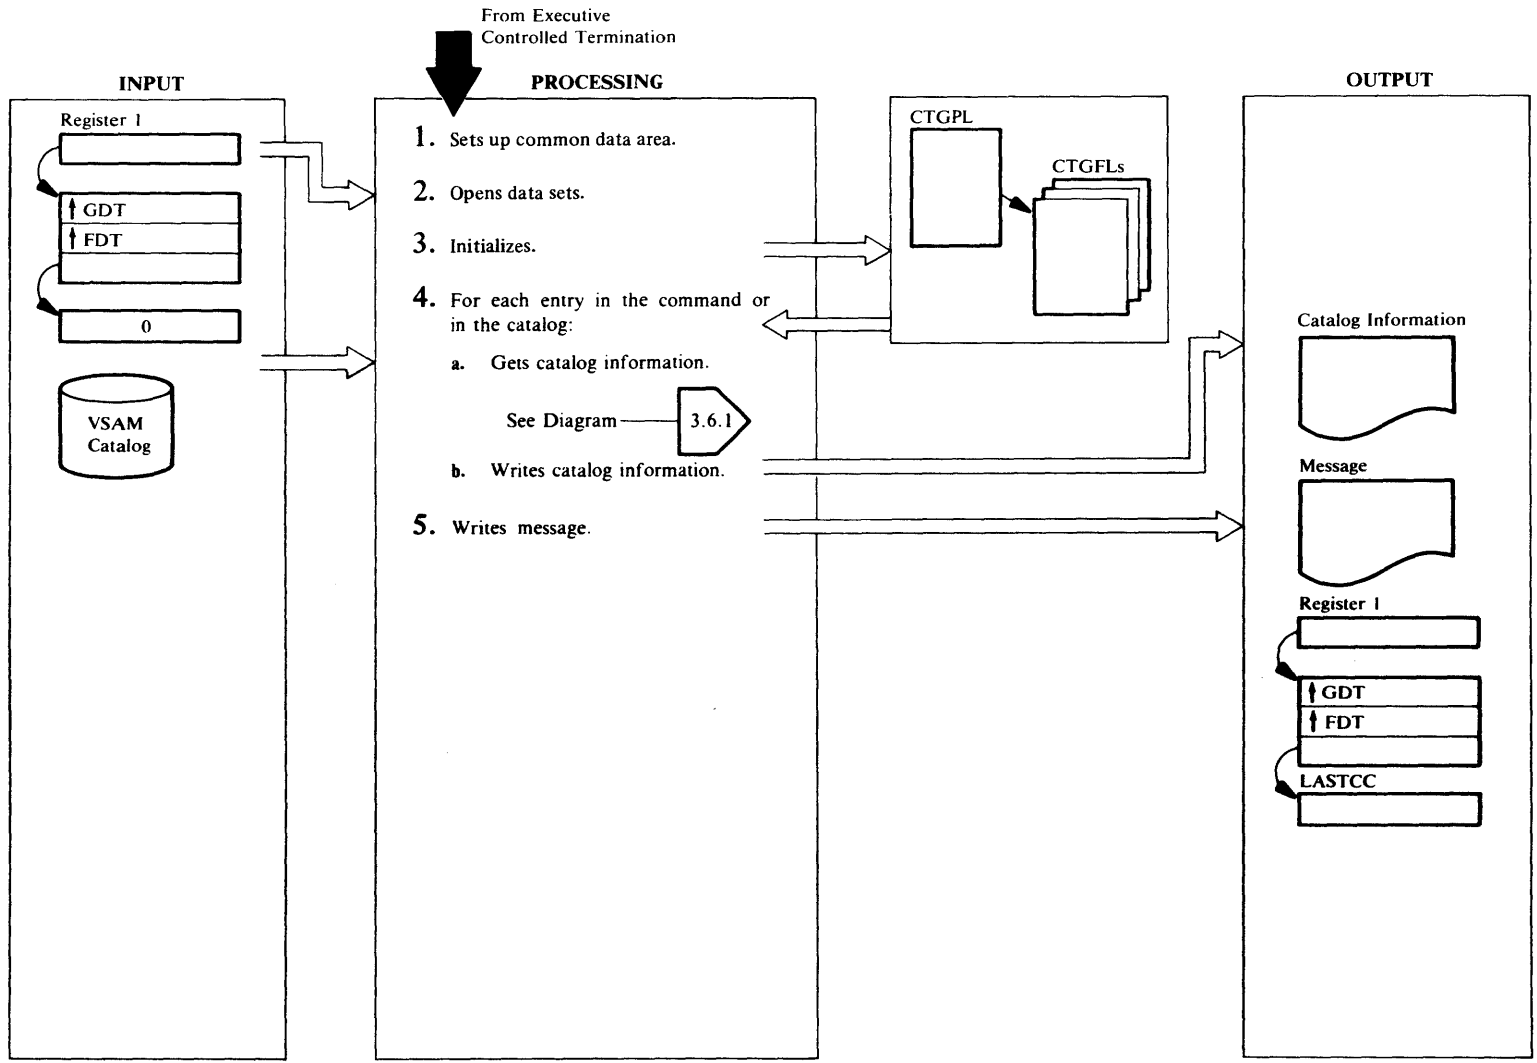 From Executive
Controlled Termination
INPUT
PROCESSING
OUTPUT
Register 1
↑ GDT
↑ FDT
0
VSAM
Catalog
1. Sets up common data area.
2. Opens data sets.
3. Initializes.
4. For each entry in the command or
in the catalog:
a. Gets catalog information.
See Diagram 3.6.1
b. Writes catalog information.
5. Writes message.
CTGPL
CTGFLs
Catalog Information
Message
Register 1
↑ GDT
↑ FDT
LASTCC